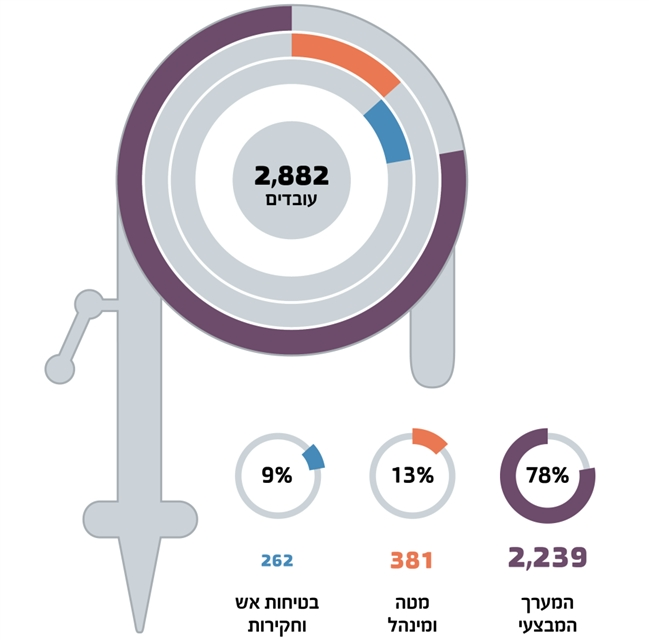 2,882
עובדים
78%
13%
9%
2,239
381
262
המערך
המבצעי
מטה
ומינהל
בטיחות אש
וחקירות